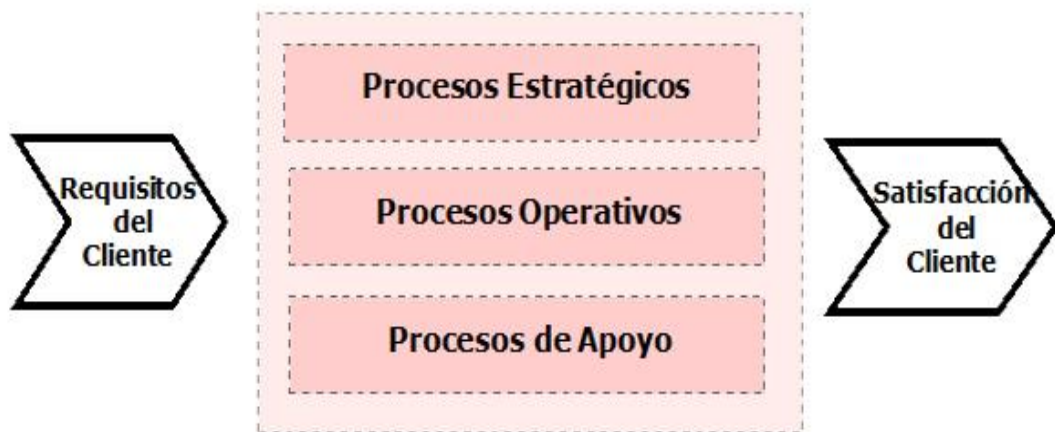 Requisitos
del
Cliente
Procesos Estratégicos
Procesos Operativos
Procesos de Apoyo
Satisfacción
del
Cliente